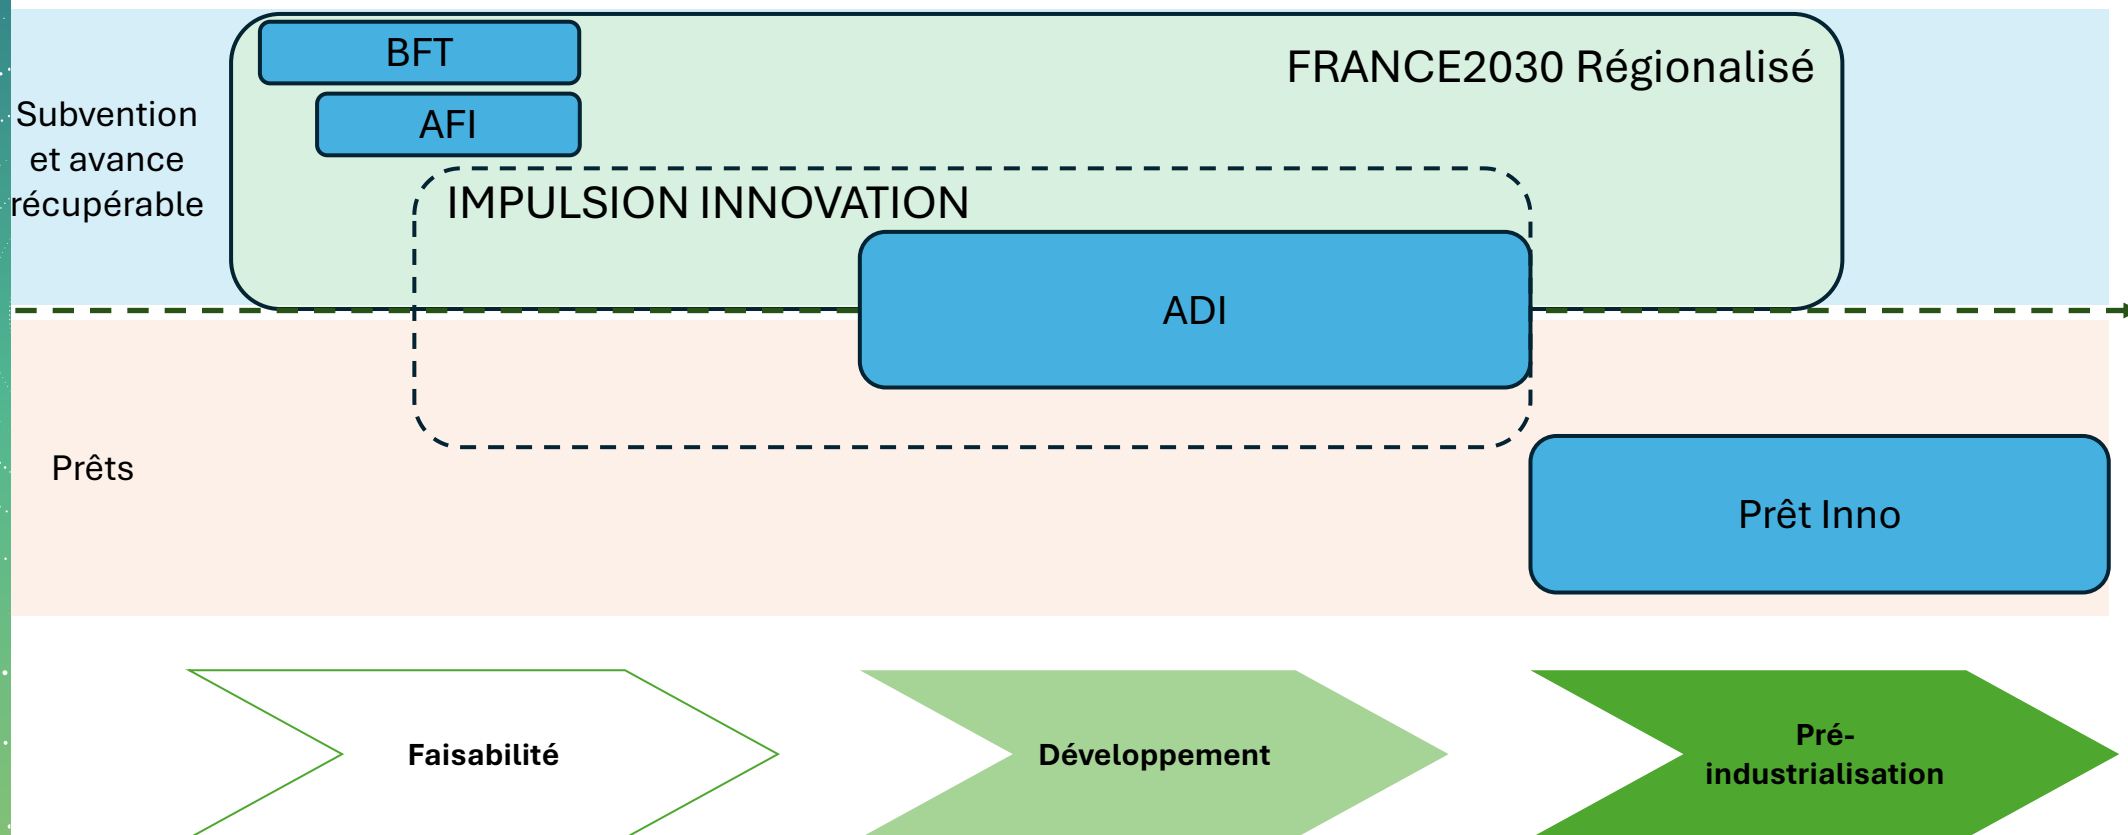 BFT
FRANCE2030 Régionalisé
AFI
Subvention
et avance
récupérable
IMPULSION INNOVATION
ADI
Prêts
Prêt Inno
Faisabilité
Développement
Pré-
industrialisation